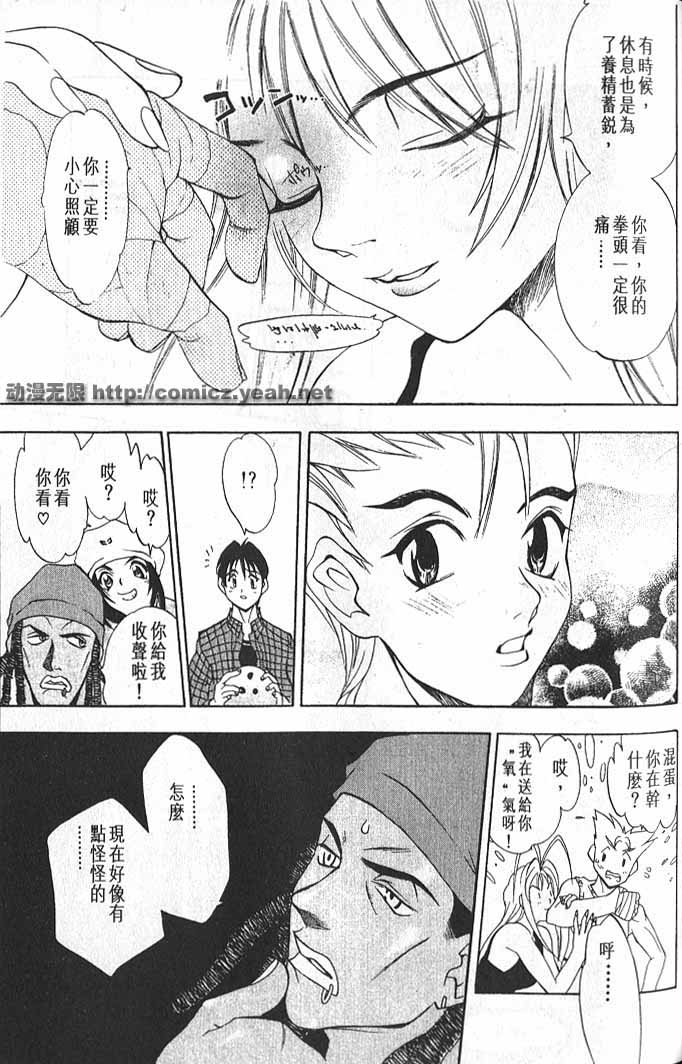 有時候，
休息也是為
了養精蓄銳，
你看，你的
拳頭一定很
痛……
コツン…
………
你一定要
小心照顧
动漫无限 http://comicz.yeah.net
!?
哎？
哎？
你看
你看♡
你給我
收聲啦！
混蛋，
你在幹
什麼？
哎，
我在送給你
"氧"氣呀！
呼……
怎麼
………
現在好像有
點怪怪的
………